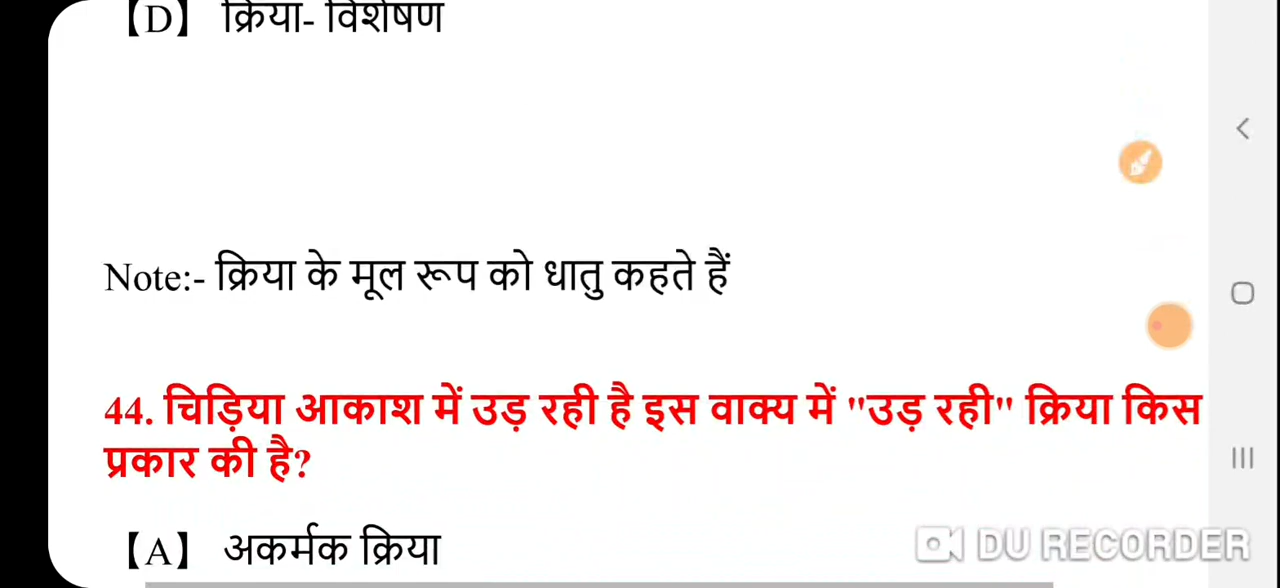 【D】 क्रिया- विशेषण
Note:- क्रिया के मूल रूप को धातु कहते हैं
44. चिड़िया आकाश में उड़ रही है इस वाक्य में "उड़ रही" क्रिया किस
प्रकार की है?
【A】 अकर्मक क्रिया
DU RECORDER